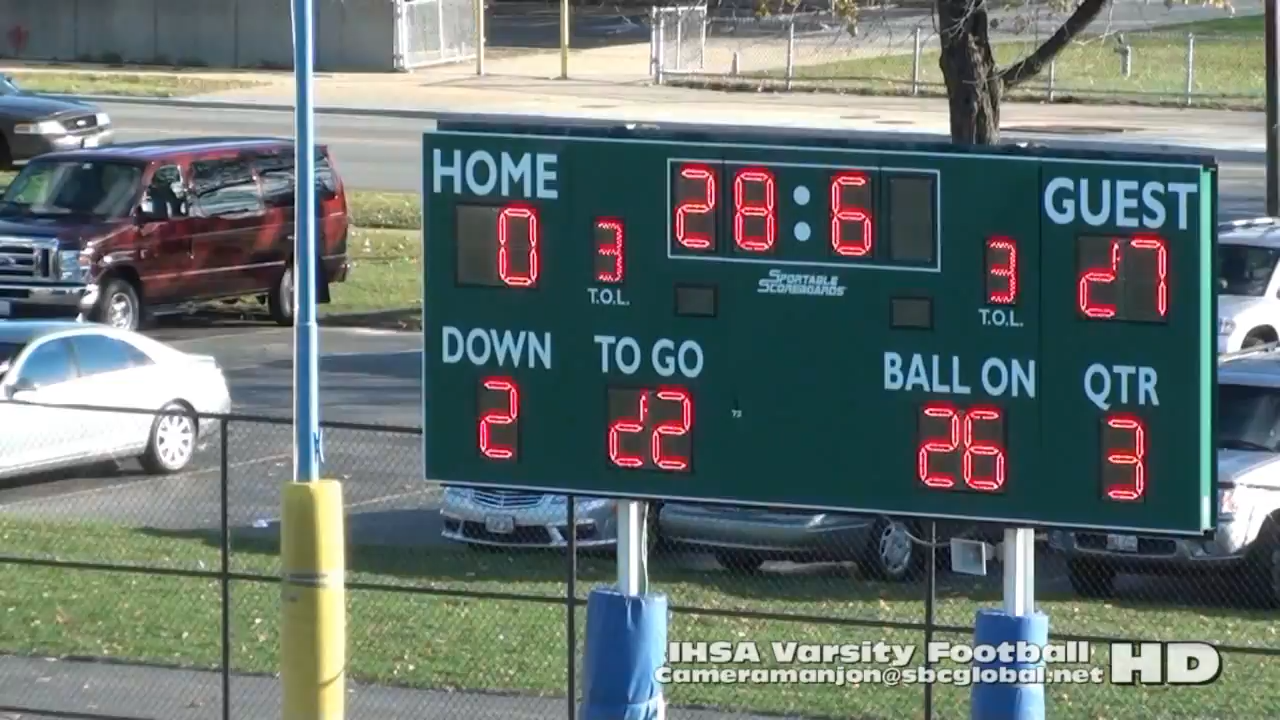 HOME
28:6
GUEST
0
3
3
27
T.O.L.
SPORTABLE
SCOREBOARDS
T.O.L.
DOWN
TO GO
BALL ON
QTR
2
22
26
3
IHSA Varsity Football HD
cameramanjon@sbcglobal.net